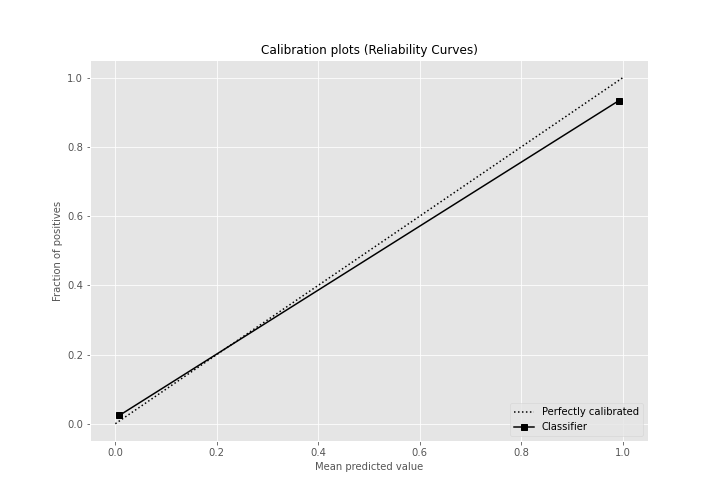 Calibration plots (Reliability Curves)
1.0
0.8
0.6
0.4
0.2
0.0
Fraction of positives
0.0 0.2 0.4 0.6 0.8 1.0
Mean predicted value
Perfectly calibrated
Classifier